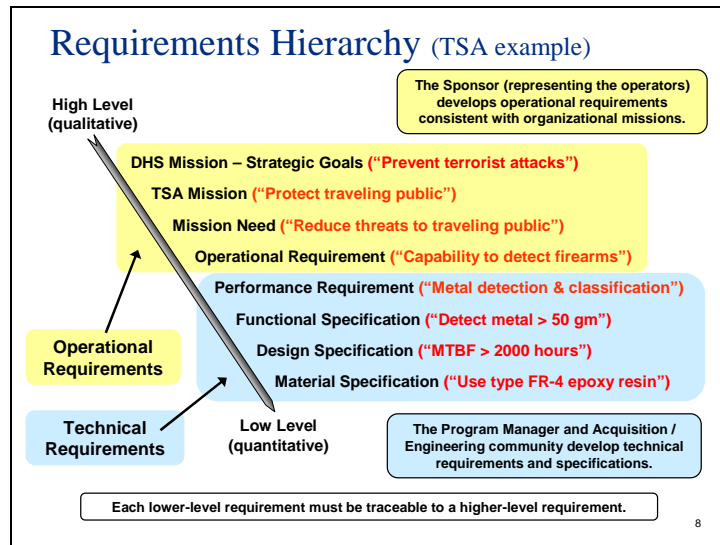 Requirements Hierarchy (TSA example)
The Sponsor (representing the operators)
develops operational requirements
consistent with organizational missions.
High Level
(qualitative)
DHS Mission – Strategic Goals (“Prevent terrorist attacks”)
TSA Mission (“Protect traveling public”)
Mission Need (“Reduce threats to traveling public”)
Operational Requirement (“Capability to detect firearms”)
Performance Requirement (“Metal detection & classification”)
Functional Specification (“Detect metal > 50 gm”)
Design Specification (“MTBF > 2000 hours”)
Material Specification (“Use type FR-4 epoxy resin”)
Operational
Requirements
Technical
Requirements
Low Level
(quantitative)
The Program Manager and Acquisition /
Engineering community develop technical
requirements and specifications.
Each lower-level requirement must be traceable to a higher-level requirement.
8